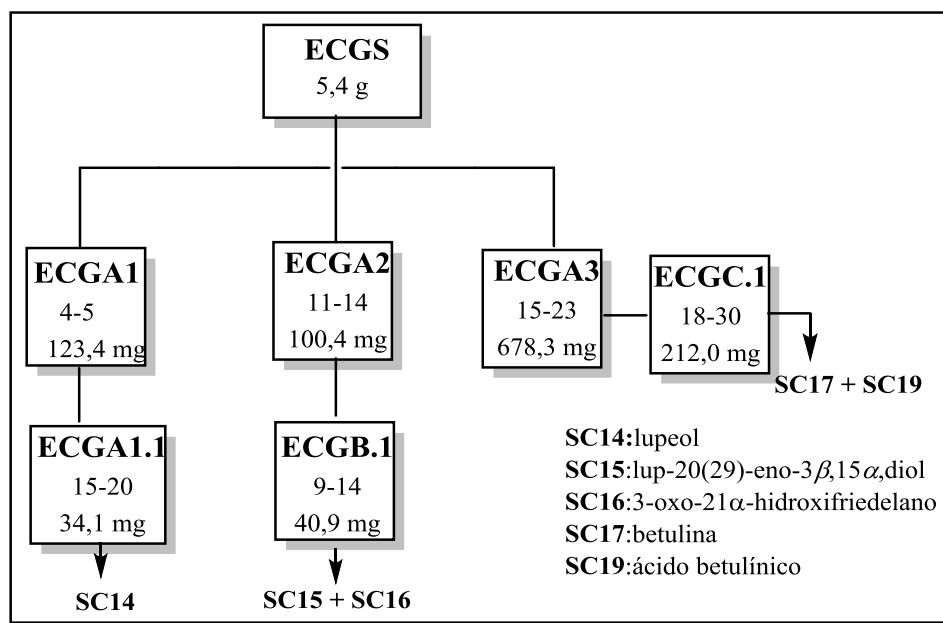 ECGS
5,4 g
ECGA1
4-5
123,4 mg
ECGA2
11-14
100,4 mg
ECGA3
15-23
678,3 mg
ECGC.1
18-30
212,0 mg
SC17 + SC19
ECGA1.1
15-20
34,1 mg
SC14
ECGB.1
9-14
40,9 mg
SC15 + SC16
SC14:lupeol
SC15:lup-20(29)-eno-3β,15α,diol
SC16:3-oxo-21α-hidroxifriedelano
SC17:betulina
SC19:ácido betulínico